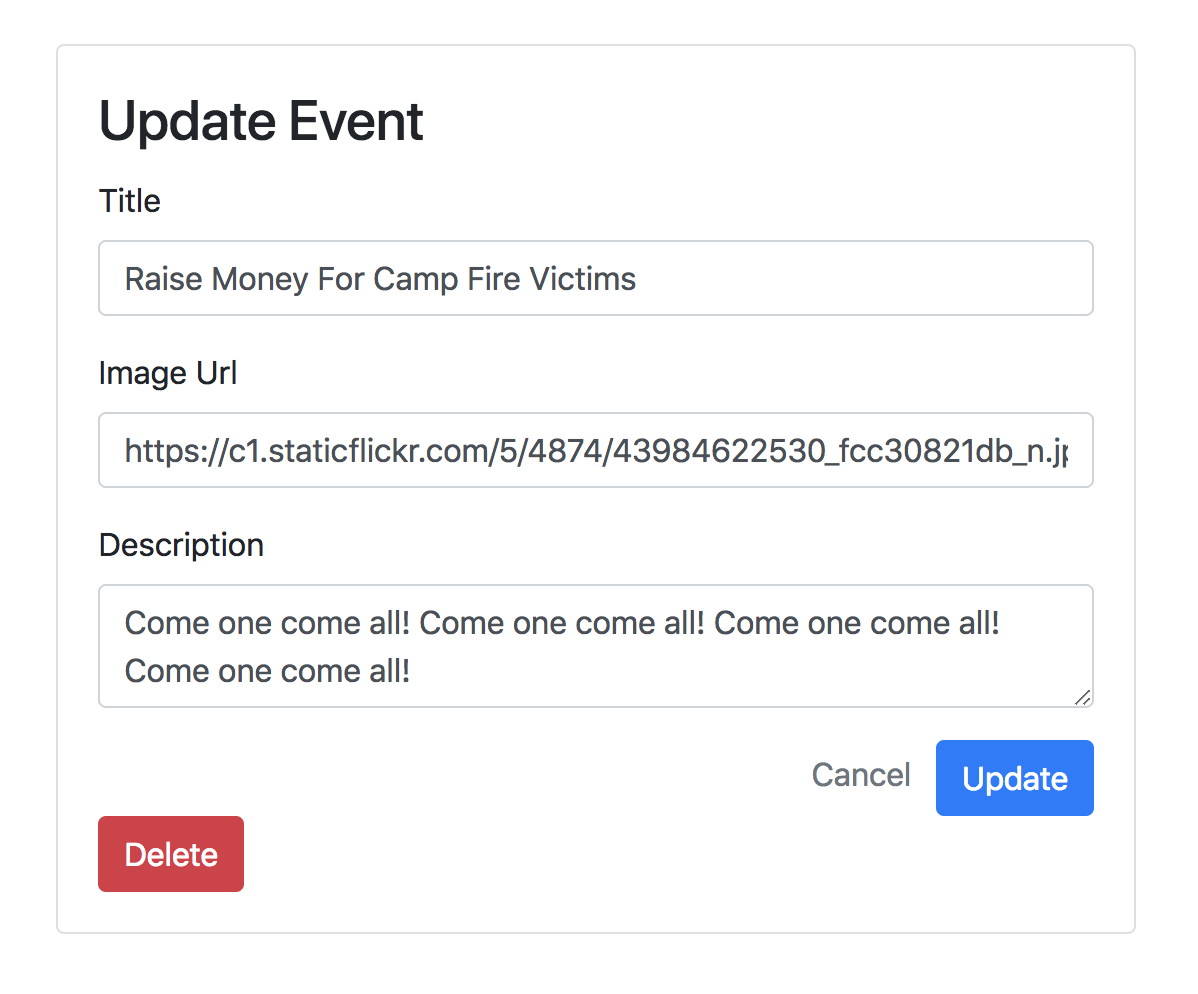 Update Event
Title
Raise Money For Camp Fire Victims
Image Url
https://c1.staticflickr.com/5/4874/43984622530_fcc30821db_n.jp
Description
Come one come all! Come one come all! Come one come all!
Come one come all!
Cancel
Update
Delete